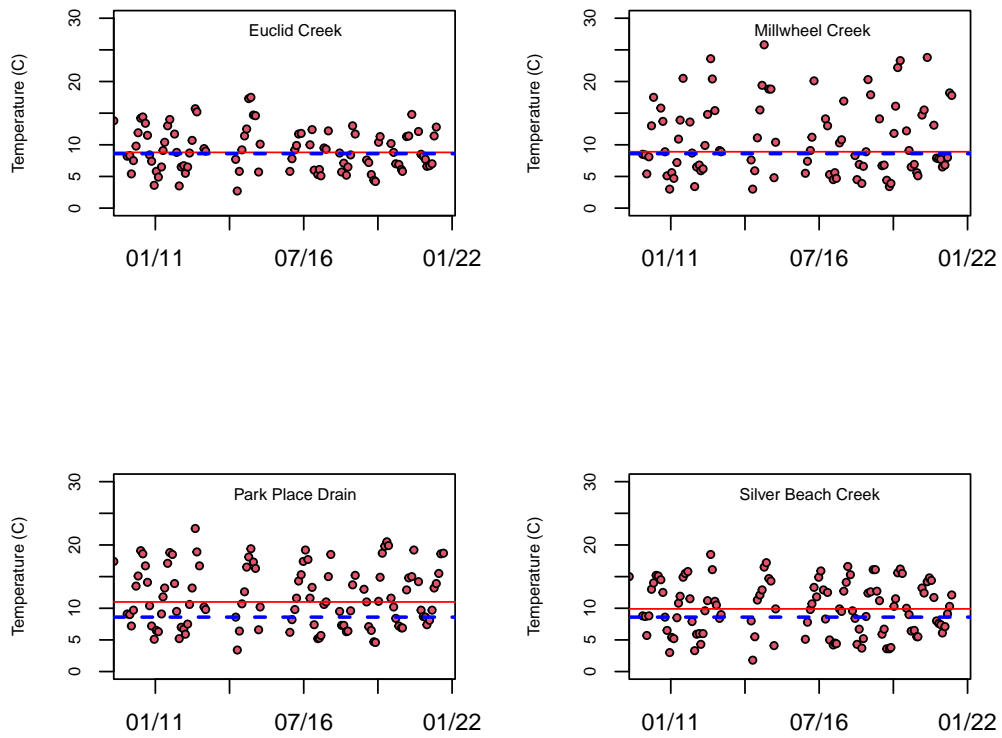 Euclid Creek
Temperature (C)
30
20
10
5
0
01/11 07/16 01/22
Millwheel Creek
Temperature (C)
30
20
10
5
0
01/11 07/16 01/22
Park Place Drain
Temperature (C)
30
20
10
5
0
01/11 07/16 01/22
Silver Beach Creek
Temperature (C)
30
20
10
5
0
01/11 07/16 01/22